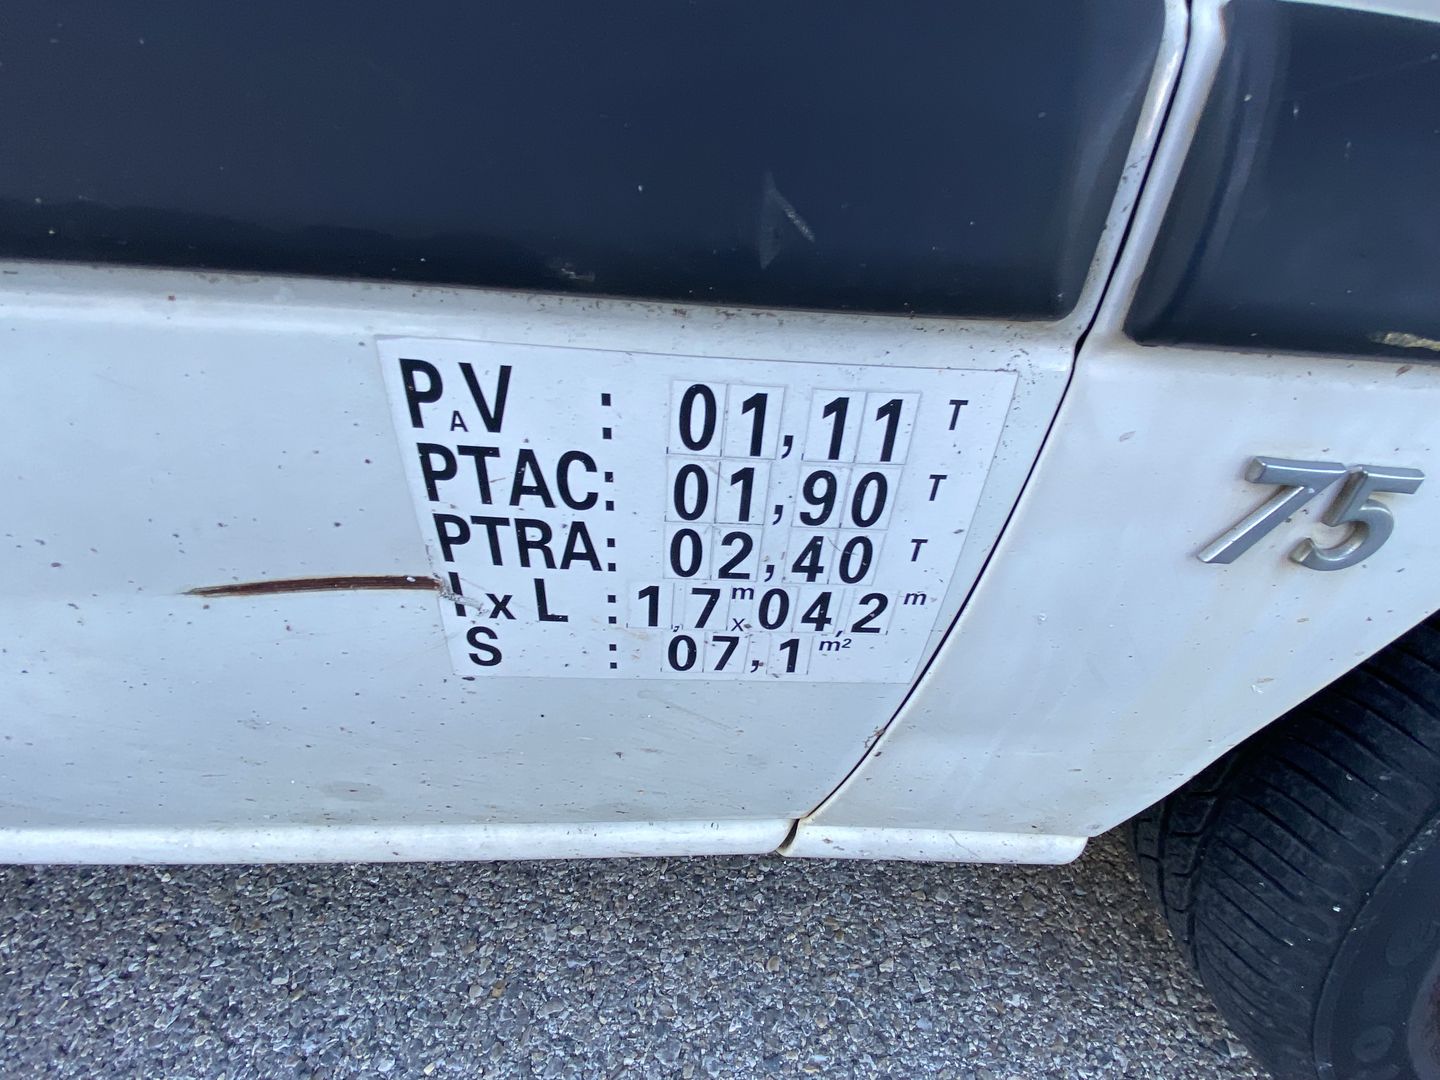 PAV : 01,11 T
PTAC: 01,90 T
PTRA: 02,40 T
l x L : 1,7 m x 04,2 m
S : 07,1 m²
75